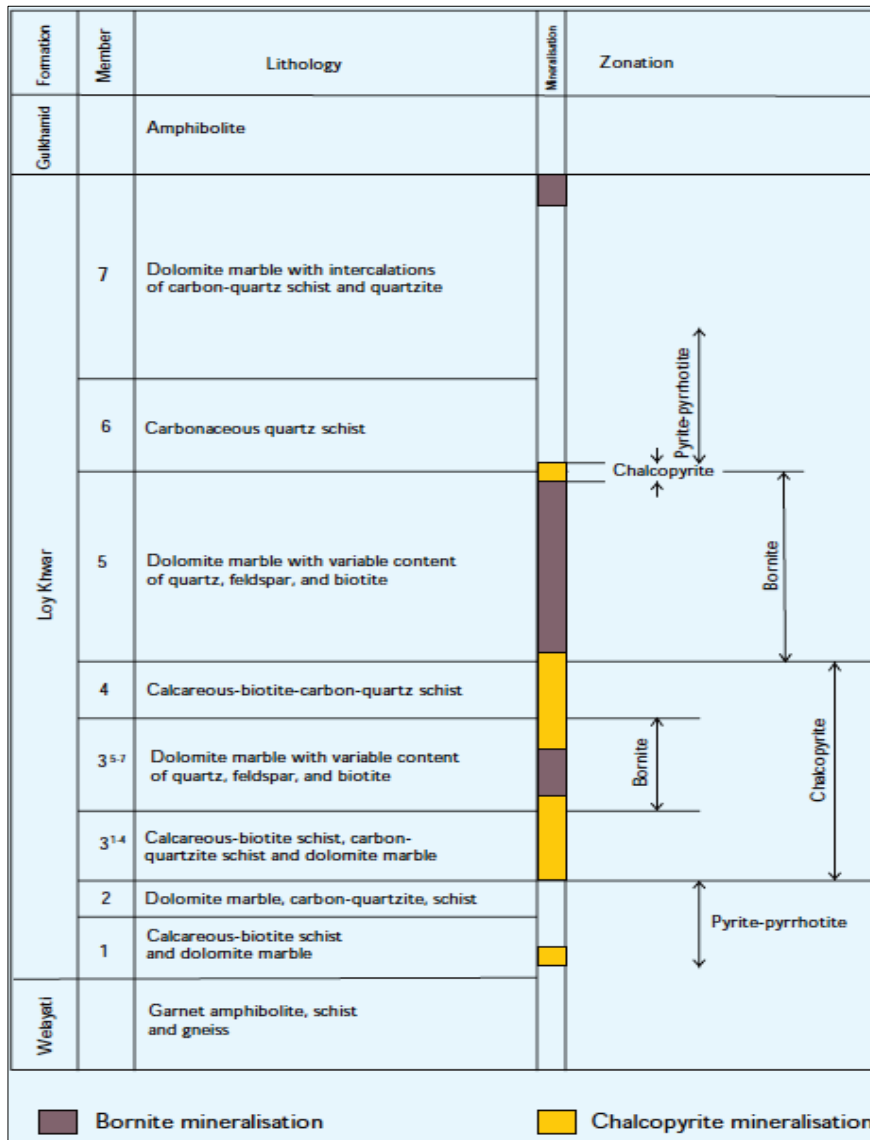 Formation
Member
Lithology
Mineralisation
Zonation
Gulkhamid
Amphibolite
Loy Khwar
7
Dolomite marble with intercalations
of carbon-quartz schist and quartzite
Pyrite-pyrrhotite
6
Carbonaceous quartz schist
Chalcopyrite
5
Dolomite marble with variable content
of quartz, feldspar, and biotite
Bornite
4
Calcareous-biotite-carbon-quartz schist
Chalcopyrite
3⁵⁻⁷
Dolomite marble with variable content
of quartz, feldspar, and biotite
Bornite
3¹⁻⁴
Calcareous-biotite schist, carbon-
quartzite schist and dolomite marble
2
Dolomite marble, carbon-quartzite, schist
Pyrite-pyrrhotite
1
Calcareous-biotite schist
and dolomite marble
Welayati
Garnet amphibolite, schist
and gneiss
Bornite mineralisation
Chalcopyrite mineralisation